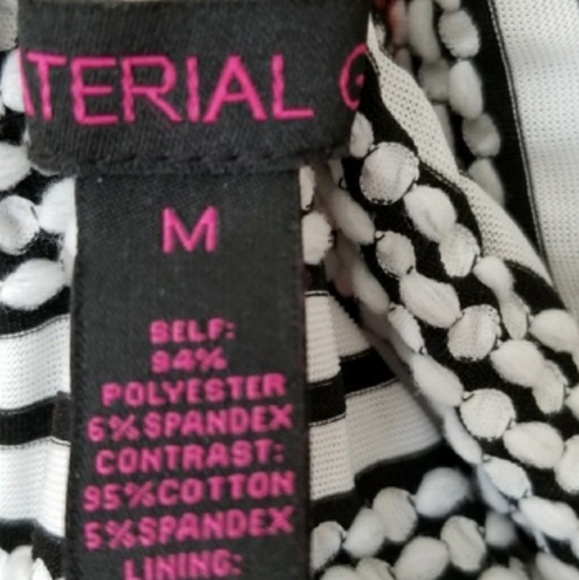 TERIAL
M
SELF:
94%
POLYESTER
6%SPANDEX
CONTRAST:
95%COTTON
5%SPANDEX
LINING: